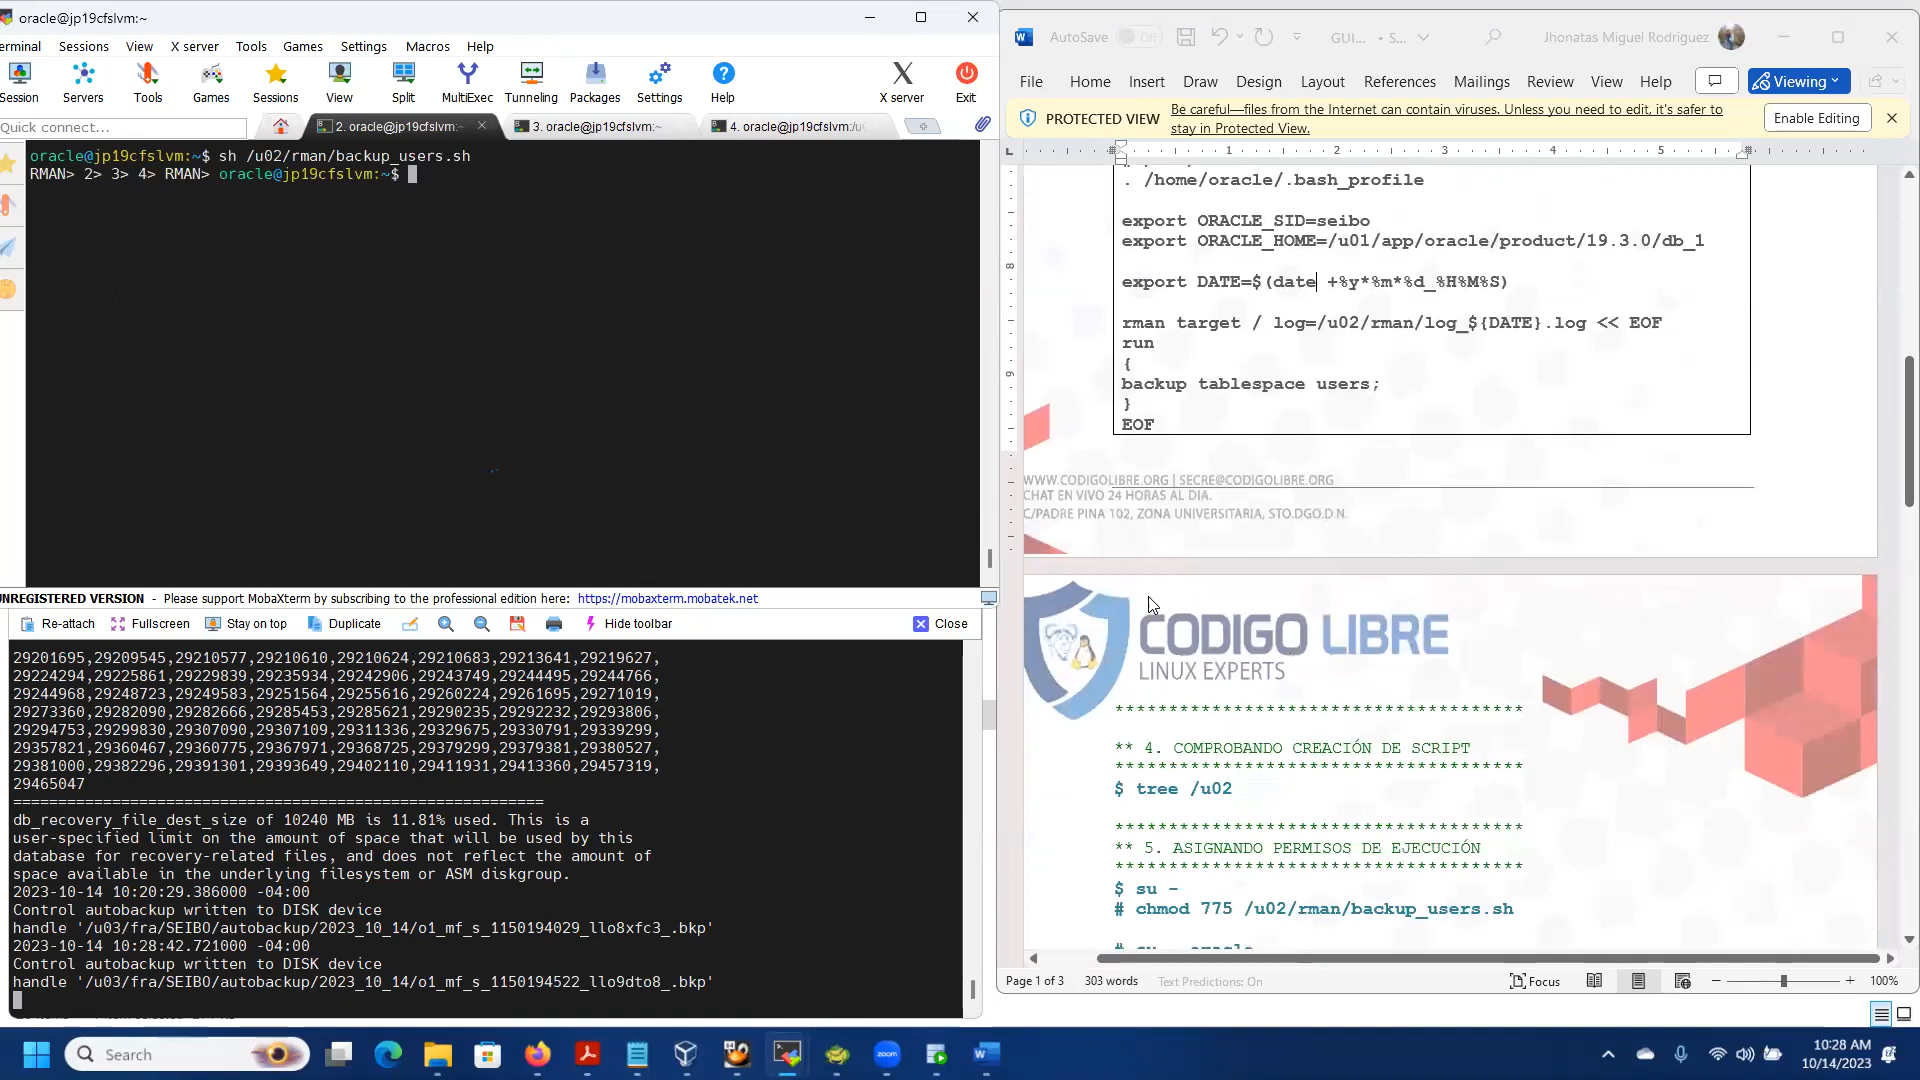 oracle@jp19cfslvm:~
erminal Sessions View X server Tools Games Settings Macros Help
Session Servers Tools Games Sessions View Split MultiExec Tunneling Packages Settings Help X server Exit
Quick connect...
2. oracle@jp19cfslvm:~
3. oracle@jp19cfslvm:~
4. oracle@jp19cfslvm:/u
oracle@jp19cfslvm:~$ sh /u02/rman/backup_users.sh
RMAN> 2> 3> 4> RMAN> oracle@jp19cfslvm:~$
UNREGISTERED VERSION - Please support MobaXterm by subscribing to the professional edition here: https://mobaxterm.mobatek.net
Re-attach Fullscreen Stay on top Duplicate Hide toolbar Close
29201695,29209545,29210577,29210610,29210624,29210683,29213641,29219627,
29224294,29225861,29229839,29235934,29242906,29243749,29244495,29244766,
29244968,29248723,29249583,29251564,29255616,29260224,29261695,29271019,
29273360,29282090,29282666,29285453,29285621,29290235,29292232,29293806,
29294753,29299830,29307090,29307109,29311336,29329675,29330791,29339299,
29357821,29360467,29360775,29367971,29368725,29379299,29379381,29380527,
29381000,29382296,29391301,29393649,29402110,29411931,29413360,29457319,
29465047
===========================================================
db_recovery_file_dest_size of 10240 MB is 11.81% used. This is a
user-specified limit on the amount of space that will be used by this
database for recovery-related files, and does not reflect the amount of
space available in the underlying filesystem or ASM diskgroup.
2023-10-14 10:20:29.386000 -04:00
Control autobackup written to DISK device
handle '/u03/fra/SEIBO/autobackup/2023_10_14/o1_mf_s_1150194029_llo8xfc3_.bkp'
2023-10-14 10:28:42.721000 -04:00
Control autobackup written to DISK device
handle '/u03/fra/SEIBO/autobackup/2023_10_14/o1_mf_s_1150194522_llo9dto8_.bkp'
AutoSave Off GUI... • S... Jhonatas Miguel Rodriguez
File Home Insert Draw Design Layout References Mailings Review View Help Viewing
PROTECTED VIEW Be careful—files from the Internet can contain viruses. Unless you need to edit, it's safer to
stay in Protected View.
Enable Editing
1 2 3 4 5
8
9
. /home/oracle/.bash_profile
export ORACLE_SID=seibo
export ORACLE_HOME=/u01/app/oracle/product/19.3.0/db_1
export DATE=$(date +%y*%m*%d_%H%M%S)
rman target / log=/u02/rman/log_${DATE}.log << EOF
run
{
backup tablespace users;
}
EOF
WWW.CODIGOLIBRE.ORG | SECRE@CODIGOLIBRE.ORG
CHAT EN VIVO 24 HORAS AL DIA.
C/PADRE PINA 102, ZONA UNIVERSITARIA, STO.DGO.D.N.
CODIGO LIBRE
LINUX EXPERTS
**************************************
** 4. COMPROBANDO CREACIÓN DE SCRIPT
**************************************
$ tree /u02
**************************************
** 5. ASIGNANDO PERMISOS DE EJECUCIÓN
**************************************
$ su -
# chmod 775 /u02/rman/backup_users.sh
Page 1 of 3 303 words Text Predictions: On Focus 100%
Search
10:28 AM
10/14/2023